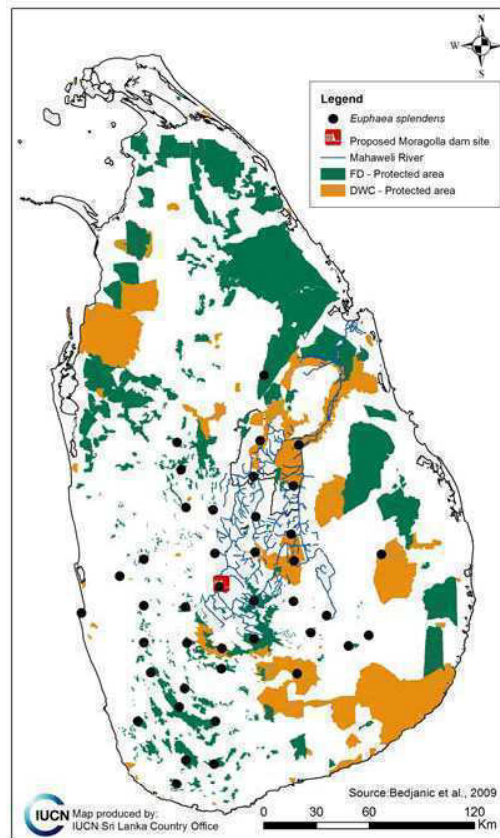 N
W E
S
Legend
Euphaea splendens
Proposed Moragolla dam site
Mahaweli River
FD - Protected area
DWC - Protected area
Source:Bedjanic et al., 2009
IUCN
Map produced by:
IUCN Sri Lanka Country Office
0 30 60 120
Km